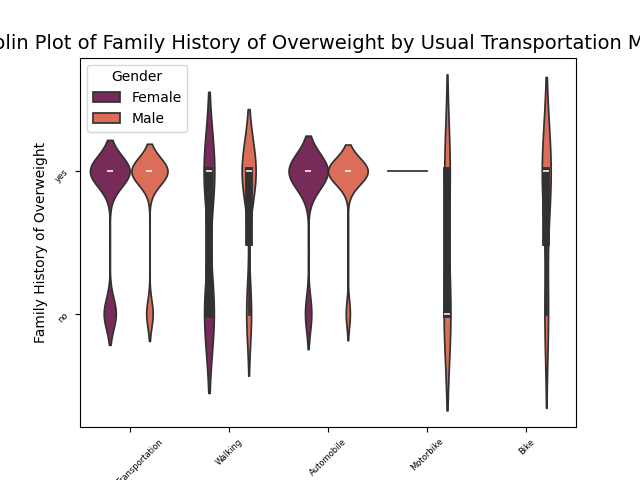 olin Plot of Family History of Overweight by Usual Transportation M
Gender
Female
Male
Family History of Overweight
yes
no
Transportation
Walking
Automobile
Motorbike
Bike